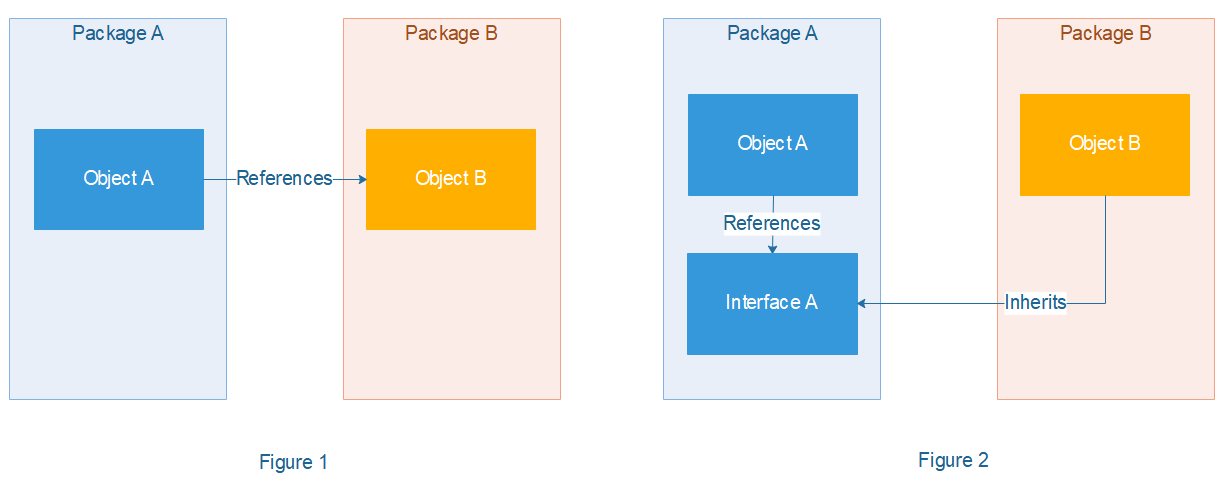 Package A
Package B
Object A
References
Object B
Figure 1
Package A
Package B
Object A
Object B
References
Interface A
Inherits
Figure 2